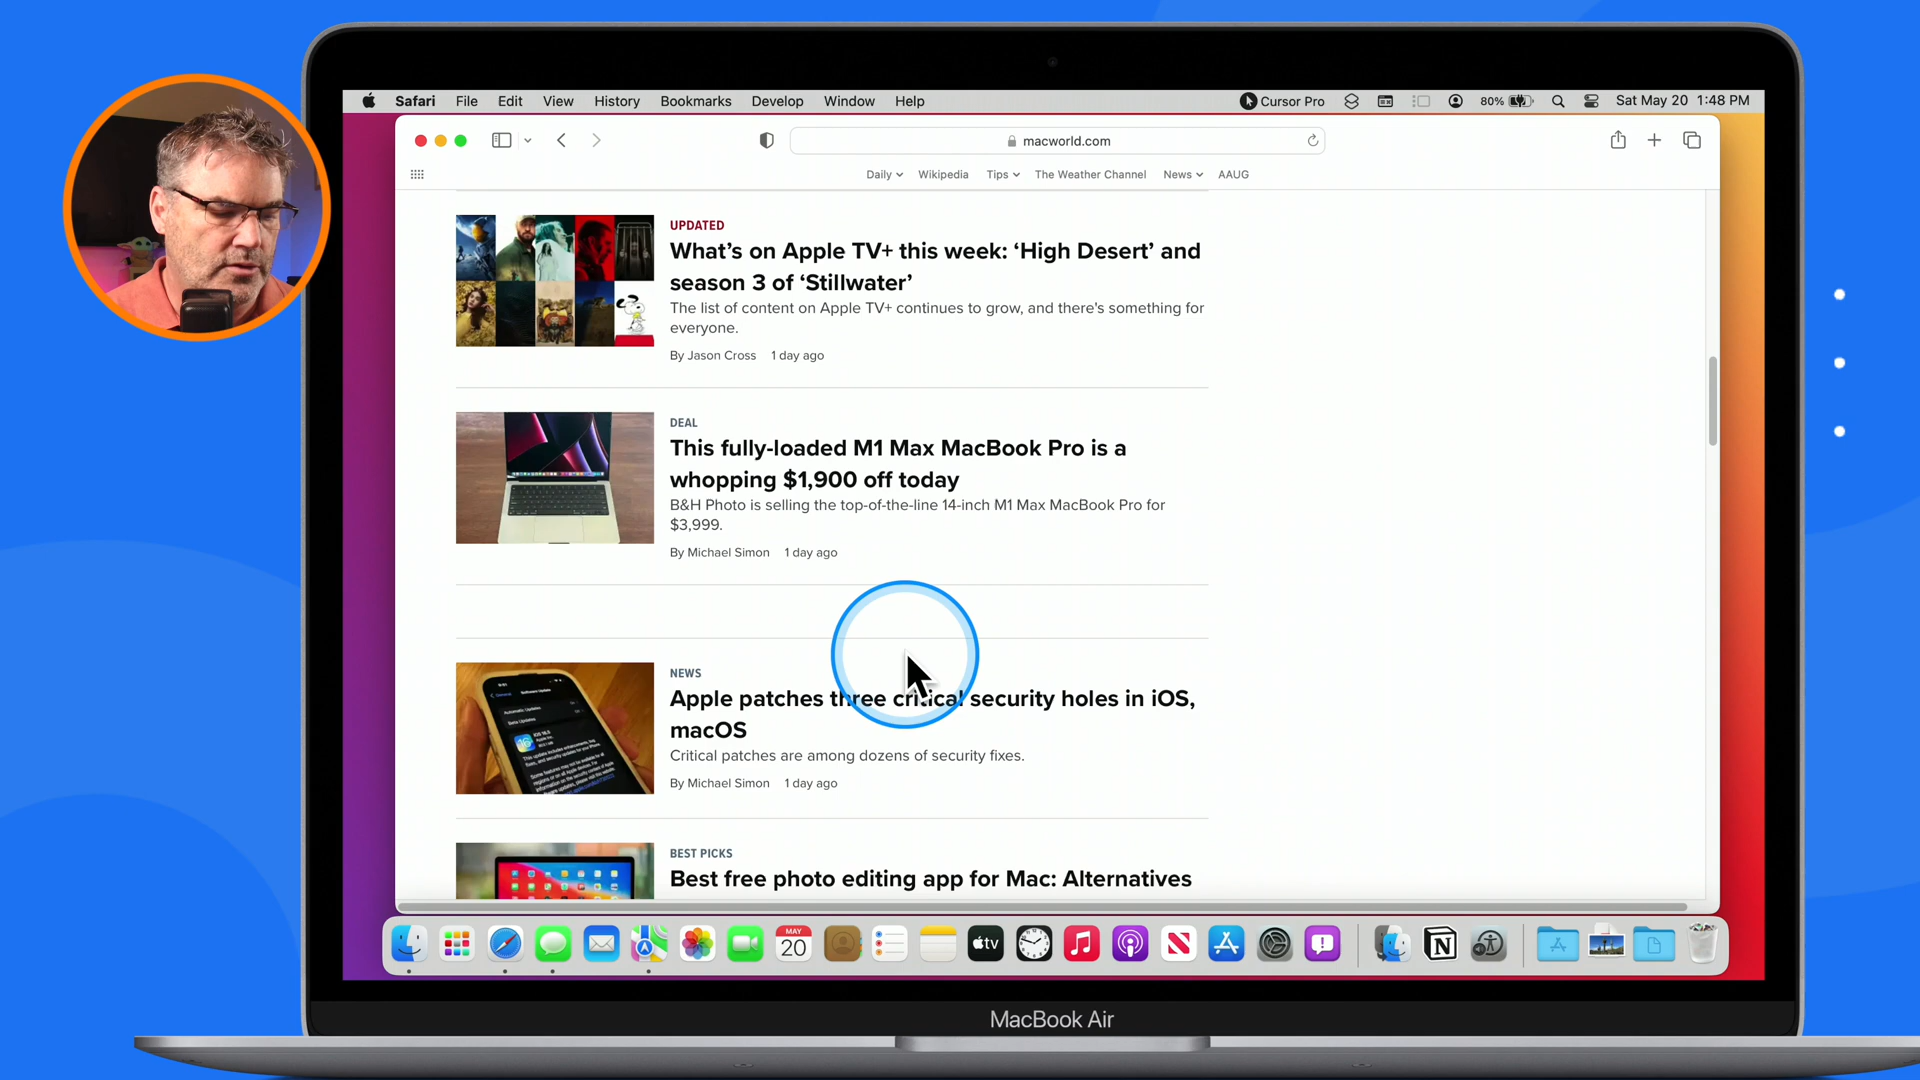 Safari File Edit View History Bookmarks Develop Window Help Cursor Pro 80% Sat May 20 1:48 PM
macworld.com
Daily Wikipedia Tips The Weather Channel News AAUG
UPDATED
What’s on Apple TV+ this week: ‘High Desert’ and
season 3 of ‘Stillwater’
The list of content on Apple TV+ continues to grow, and there's something for
everyone.
By Jason Cross 1 day ago
DEAL
This fully-loaded M1 Max MacBook Pro is a
whopping $1,900 off today
B&H Photo is selling the top-of-the-line 14-inch M1 Max MacBook Pro for
$3,999.
By Michael Simon 1 day ago
NEWS
Apple patches three critical security holes in iOS,
macOS
Critical patches are among dozens of security fixes.
By Michael Simon 1 day ago
BEST PICKS
Best free photo editing app for Mac: Alternatives
MAY
20
tv
MacBook Air